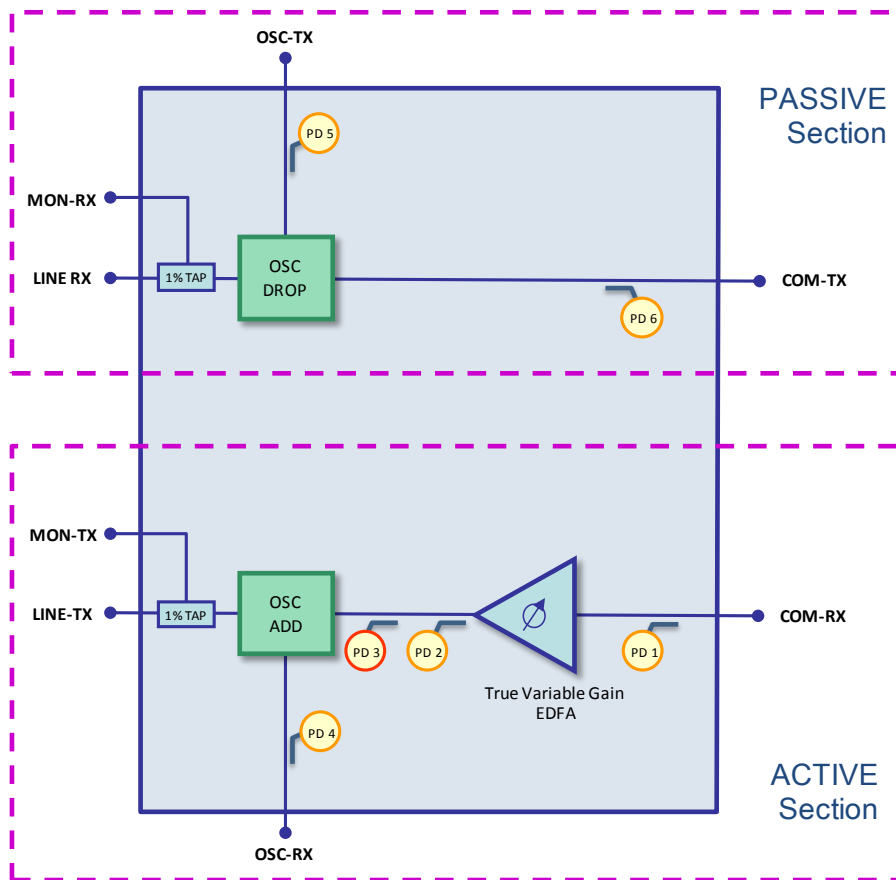 OSC-TX
PASSIVE
Section
PD 5
MON-RX
OSC
DROP
LINE RX
1% TAP
COM-TX
PD 6
MON-TX
OSC
ADD
LINE-TX
1% TAP
COM-RX
PD 3
PD 2
PD 1
True Variable Gain
EDFA
PD 4
ACTIVE
Section
OSC-RX